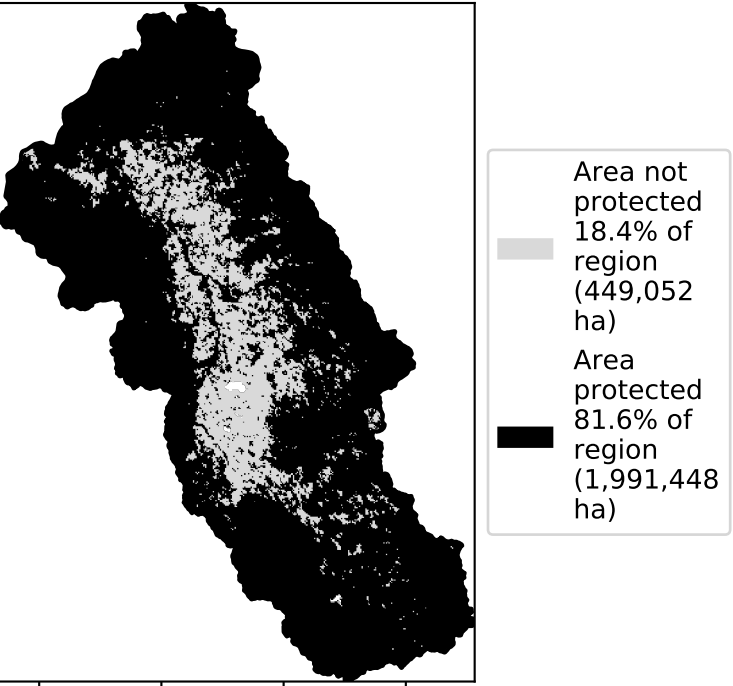 Area not
protected
18.4% of
region
(449,052
ha)
Area
protected
81.6% of
region
(1,991,448
ha)